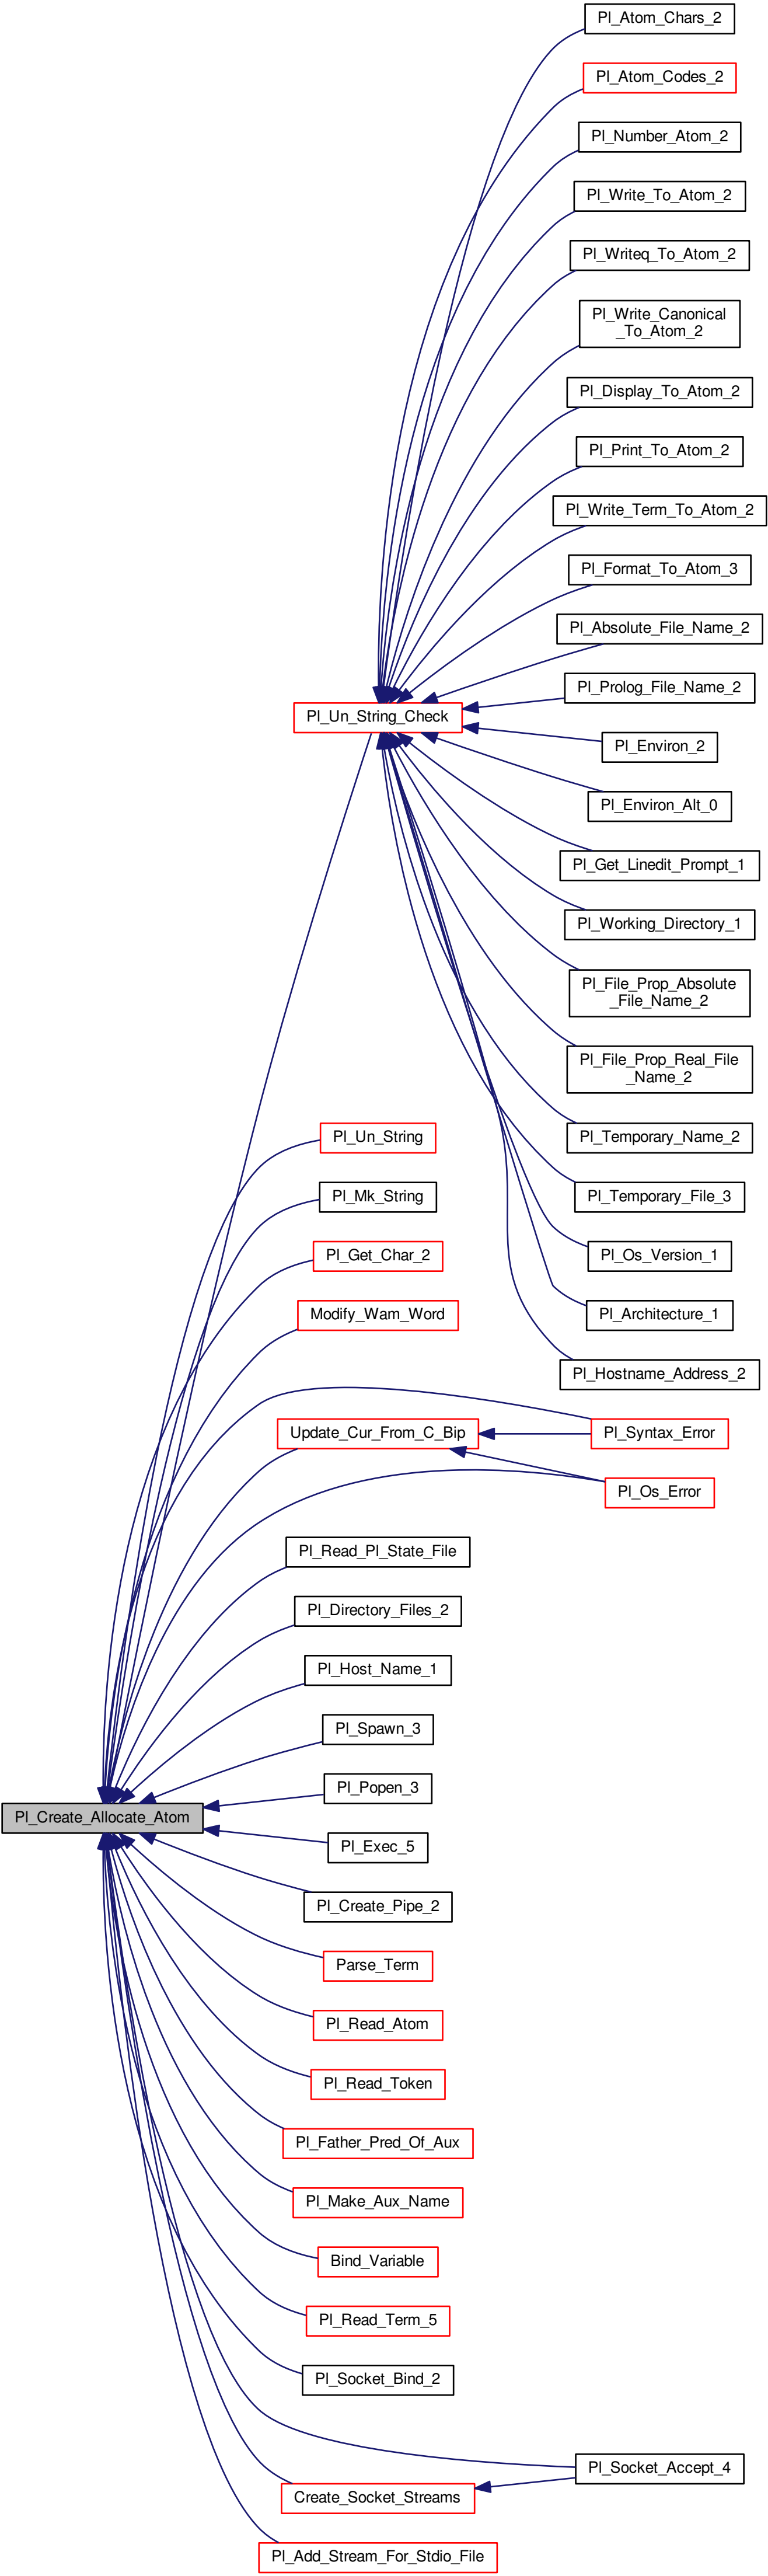 Pl_Atom_Chars_2
Pl_Atom_Codes_2
Pl_Number_Atom_2
Pl_Write_To_Atom_2
Pl_Writeq_To_Atom_2
Pl_Write_Canonical
_To_Atom_2
Pl_Display_To_Atom_2
Pl_Print_To_Atom_2
Pl_Write_Term_To_Atom_2
Pl_Format_To_Atom_3
Pl_Absolute_File_Name_2
Pl_Prolog_File_Name_2
Pl_Un_String_Check
Pl_Environ_2
Pl_Environ_Alt_0
Pl_Get_Linedit_Prompt_1
Pl_Working_Directory_1
Pl_File_Prop_Absolute
_File_Name_2
Pl_File_Prop_Real_File
_Name_2
Pl_Un_String
Pl_Temporary_Name_2
Pl_Mk_String
Pl_Temporary_File_3
Pl_Get_Char_2
Pl_Os_Version_1
Modify_Wam_Word
Pl_Architecture_1
Pl_Hostname_Address_2
Update_Cur_From_C_Bip
Pl_Syntax_Error
Pl_Os_Error
Pl_Read_Pl_State_File
Pl_Directory_Files_2
Pl_Host_Name_1
Pl_Spawn_3
Pl_Popen_3
Pl_Create_Allocate_Atom
Pl_Exec_5
Pl_Create_Pipe_2
Parse_Term
Pl_Read_Atom
Pl_Read_Token
Pl_Father_Pred_Of_Aux
Pl_Make_Aux_Name
Bind_Variable
Pl_Read_Term_5
Pl_Socket_Bind_2
Pl_Socket_Accept_4
Create_Socket_Streams
Pl_Add_Stream_For_Stdio_File